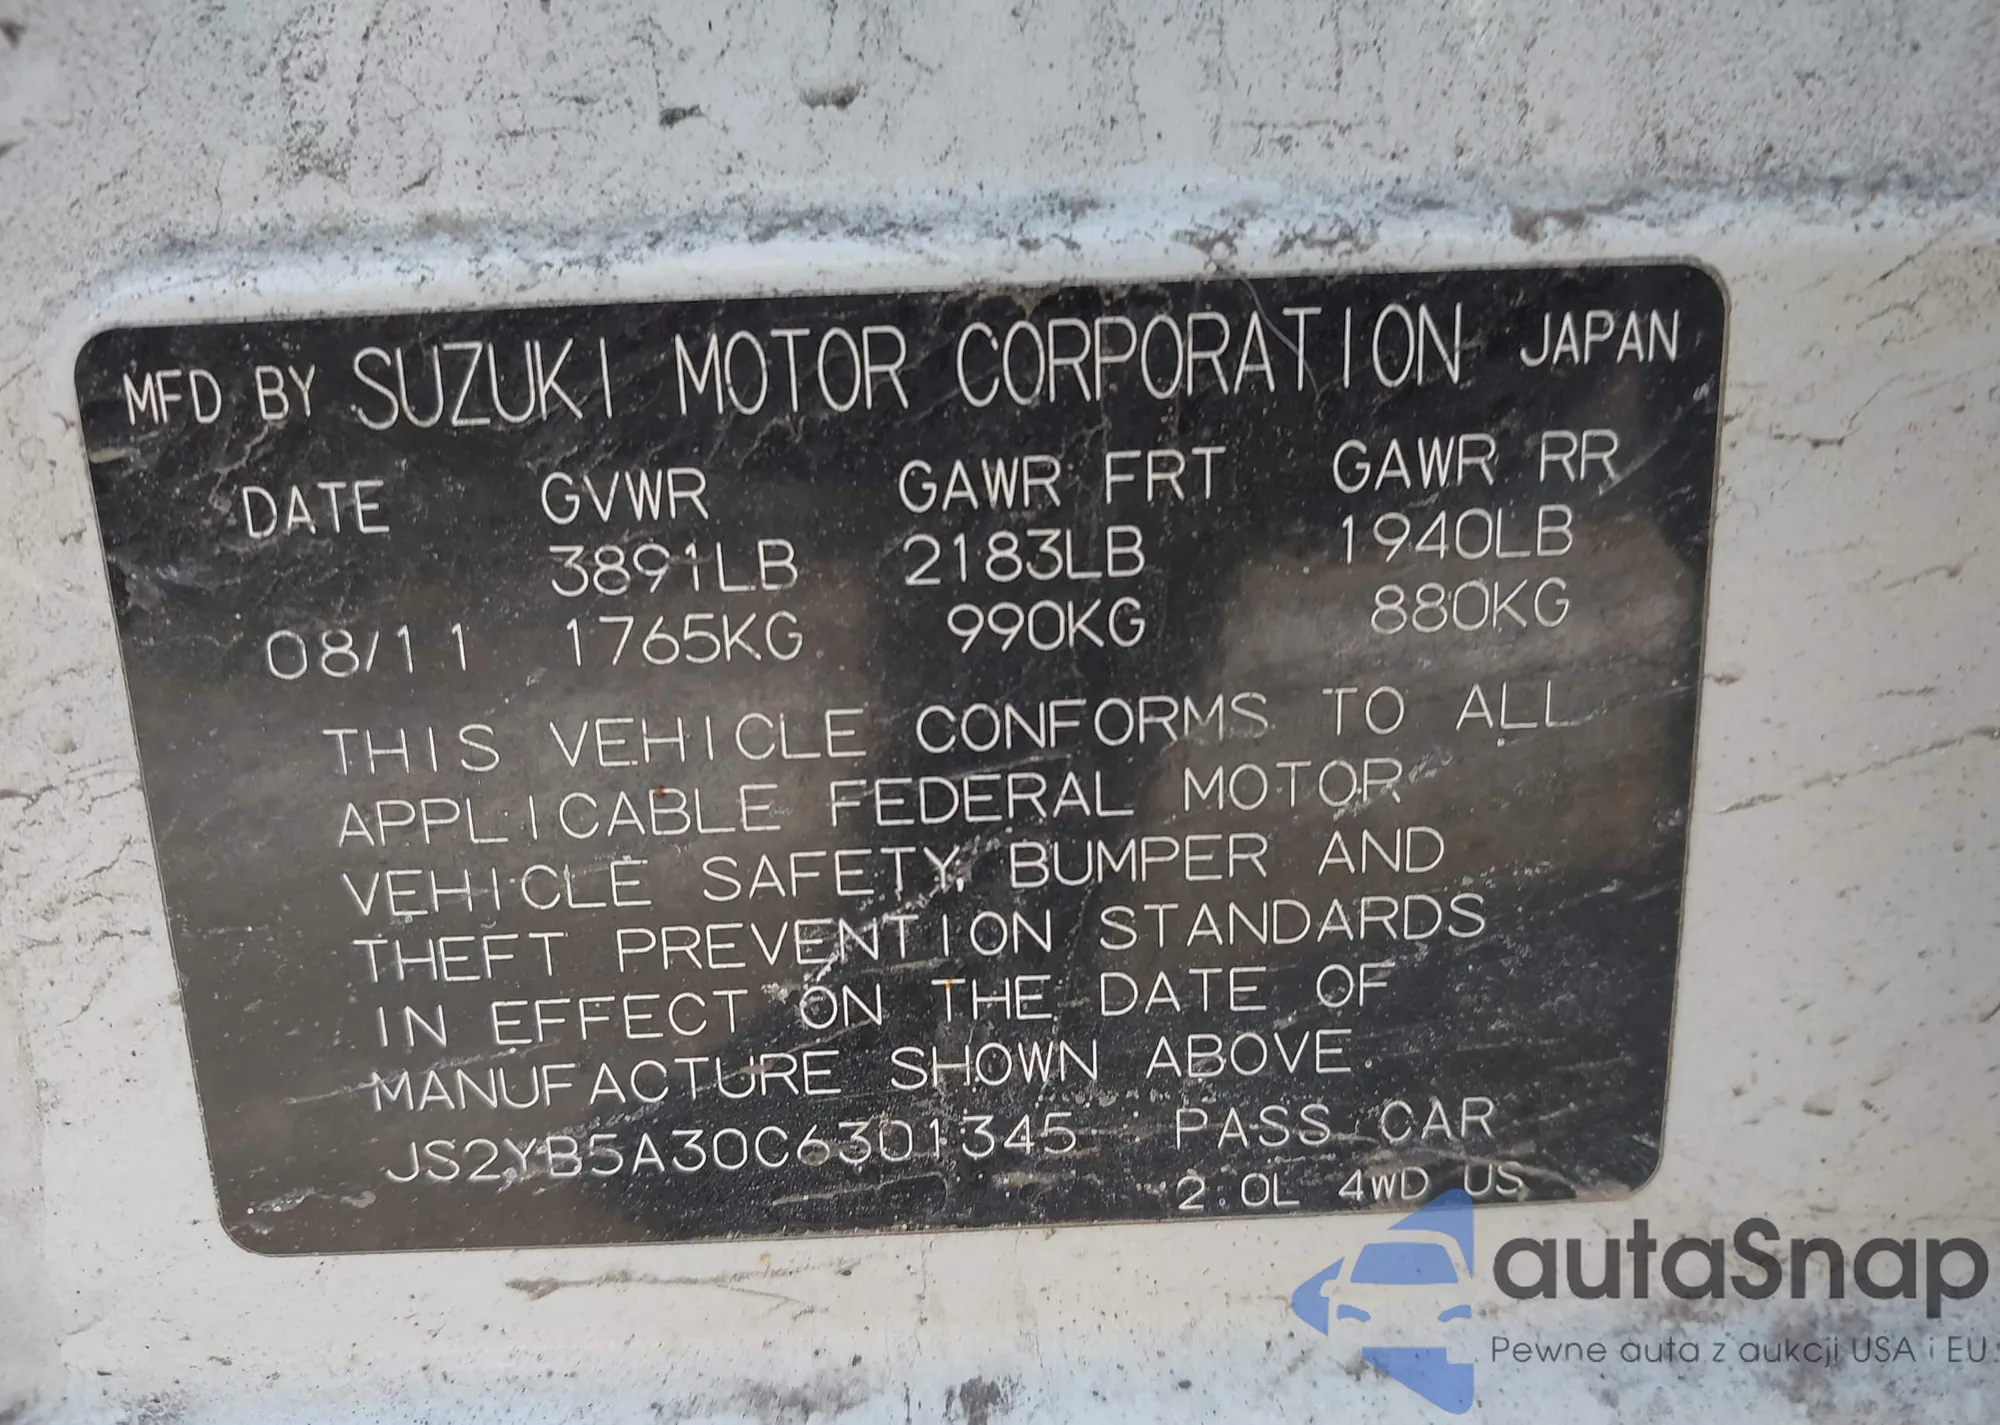 MFD BY SUZUKI MOTOR CORPORATION JAPAN
DATE GVWR GAWR FRT GAWR RR
3891LB 2183LB 1940LB
08/11 1765KG 990KG 880KG
THIS VEHICLE CONFORMS TO ALL
APPLICABLE FEDERAL MOTOR
VEHICLE SAFETY, BUMPER AND
THEFT PREVENTION STANDARDS
IN EFFECT ON THE DATE OF
MANUFACTURE SHOWN ABOVE.
JS2YB5A30C6301345 PASS CAR
2.0L 4WD US
autaSnap
Pewne auta z aukcji USA i EU